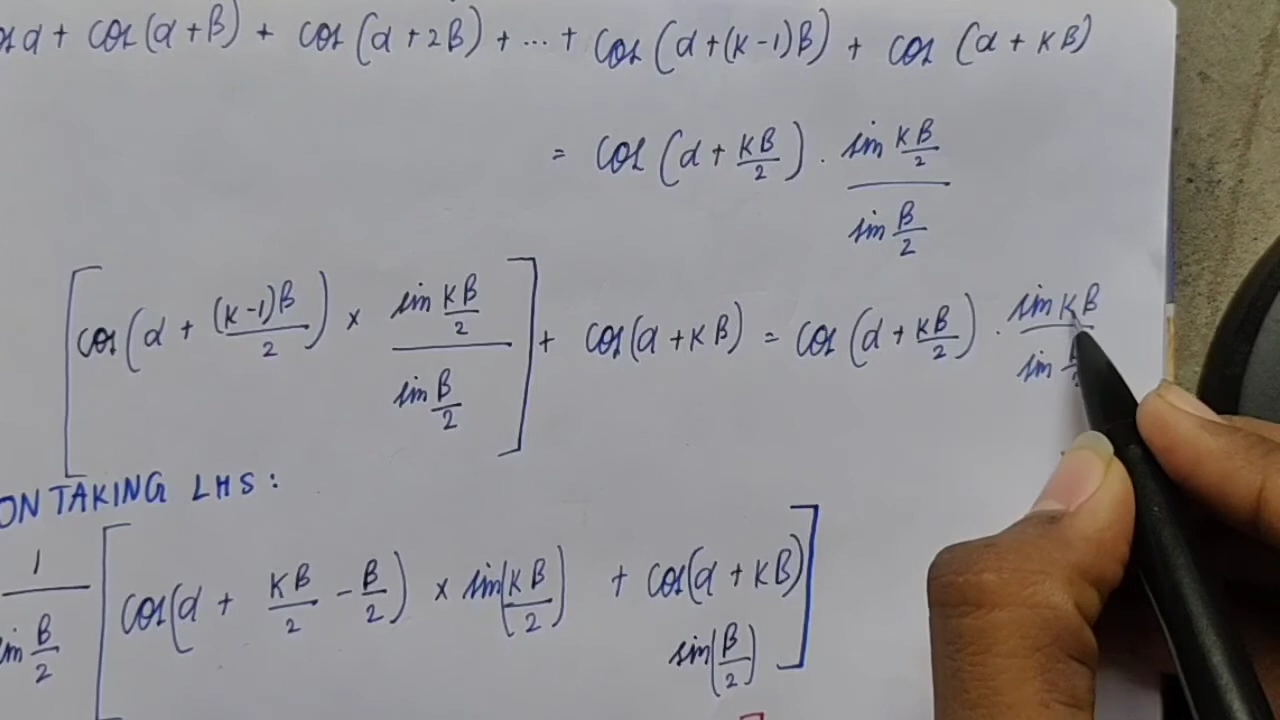 cos α + cos (α + β) + cos (α + 2β) + ... + cos (α + (k-1)β) + cos (α + kβ)
= cos (α + kβ/2) . sin kβ/2 / sin β/2
[cos (α + (k-1)β/2) × sin kβ/2 / sin β/2] + cos (α + kβ) = cos (α + kβ/2) . sin kβ / sin
ON TAKING LHS :
1 / sin β/2 [cos (α + kβ/2 - β/2) × sin (kβ/2) + cos (α + kβ) sin (β/2)]